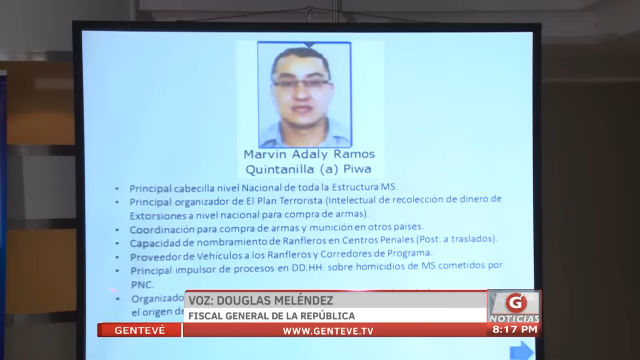 Marvin Adaly Ramos
Quintanilla (a) Piwa
• Principal cabecilla nivel Nacional de toda la Estructura MS.
• Principal organizador de El Plan Terrorista (Intelectual de recolección de dinero de
Extorsiones a nivel nacional para compra de armas).
• Coordinación para compra de armas y munición en otros países.
• Capacidad de nombramiento de Ranfleros en Centros Penales (Post. a traslados).
• Proveedor de Vehículos a los Ranfleros y Corredores de Programa.
• Principal impulsor de procesos en DD.HH. sobre homicidios de MS cometidos por
PNC.
• Organizado
el origen de
VOZ: DOUGLAS MELÉNDEZ
FISCAL GENERAL DE LA REPÚBLICA
GENTEVÉ
WWW.GENTEVE.TV
G
NOTICIAS
8:17 PM